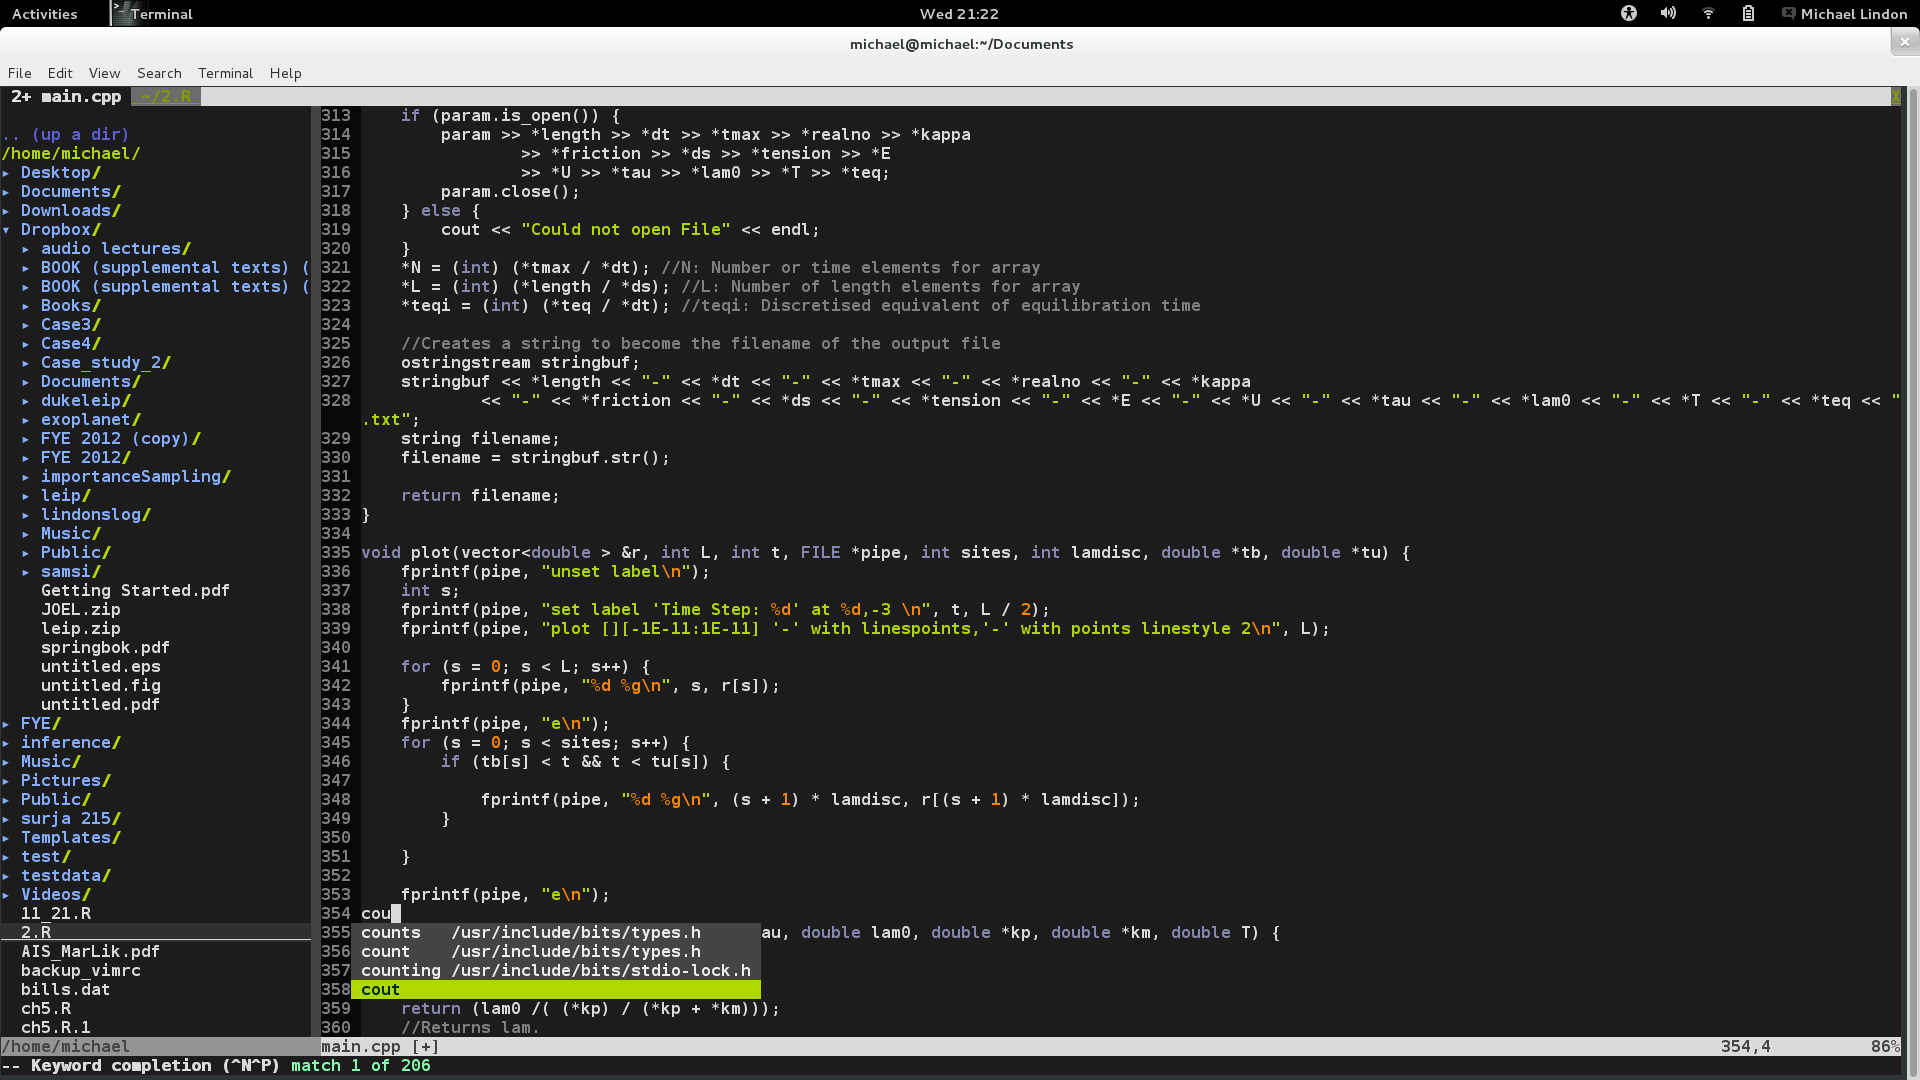 Activities
Terminal
Wed 21:22
Michael Lindon
michael@michael:~/Documents
File Edit View Search Terminal Help
2+ main.cpp ~/2.R X
.. (up a dir)
/home/michael/
▸ Desktop/
▸ Documents/
▸ Downloads/
▾ Dropbox/
▸ audio lectures/
▸ BOOK (supplemental texts) (
▸ BOOK (supplemental texts) (
▸ Books/
▸ Case3/
▸ Case4/
▸ Case_study_2/
▸ Documents/
▸ dukeleip/
▸ exoplanet/
▸ FYE 2012 (copy)/
▸ FYE 2012/
▸ importanceSampling/
▸ leip/
▸ lindonslog/
▸ Music/
▸ Public/
▸ samsi/
Getting Started.pdf
JOEL.zip
leip.zip
springbok.pdf
untitled.eps
untitled.fig
untitled.pdf
▸ FYE/
▸ inference/
▸ Music/
▸ Pictures/
▸ Public/
▸ surja 215/
▸ Templates/
▸ test/
▸ testdata/
▸ Videos/
11_21.R
2.R
AIS_MarLik.pdf
backup_vimrc
bills.dat
ch5.R
ch5.R.1
/home/michael
313     if (param.is_open()) {
314         param >> *length >> *dt >> *tmax >> *realno >> *kappa
315                 >> *friction >> *ds >> *tension >> *E
316                 >> *U >> *tau >> *lam0 >> *T >> *teq;
317         param.close();
318     } else {
319         cout << "Could not open File" << endl;
320     }
321     *N = (int) (*tmax / *dt); //N: Number or time elements for array
322     *L = (int) (*length / *ds); //L: Number of length elements for array
323     *teqi = (int) (*teq / *dt); //teqi: Discretised equivalent of equilibration time
324
325     //Creates a string to become the filename of the output file
326     ostringstream stringbuf;
327     stringbuf << *length << "-" << *dt << "-" << *tmax << "-" << *realno << "-" << *kappa
328             << "-" << *friction << "-" << *ds << "-" << *tension << "-" << *E << "-" << *U << "-" << *tau << "-" << *lam0 << "-" << *T << "-" << *teq << "
.txt";
329     string filename;
330     filename = stringbuf.str();
331
332     return filename;
333 }
334
335 void plot(vector<double > &r, int L, int t, FILE *pipe, int sites, int lamdisc, double *tb, double *tu) {
336     fprintf(pipe, "unset label\n");
337     int s;
338     fprintf(pipe, "set label 'Time Step: %d' at %d,-3 \n", t, L / 2);
339     fprintf(pipe, "plot [][-1E-11:1E-11] '-' with linespoints,'-' with points linestyle 2\n", L);
340
341     for (s = 0; s < L; s++) {
342         fprintf(pipe, "%d %g\n", s, r[s]);
343     }
344     fprintf(pipe, "e\n");
345     for (s = 0; s < sites; s++) {
346         if (tb[s] < t && t < tu[s]) {
347
348             fprintf(pipe, "%d %g\n", (s + 1) * lamdisc, r[(s + 1) * lamdisc]);
349         }
350
351     }
352
353     fprintf(pipe, "e\n");
354 cou
355 counts   /usr/include/bits/types.h      au, double lam0, double *kp, double *km, double T) {
356 count    /usr/include/bits/types.h
357 counting /usr/include/bits/stdio-lock.h
358 cout
359     return (lam0 /( (*kp) / (*kp + *km)));
360     //Returns lam.
main.cpp [+] 354,4 86%
-- Keyword completion (^N^P) match 1 of 206